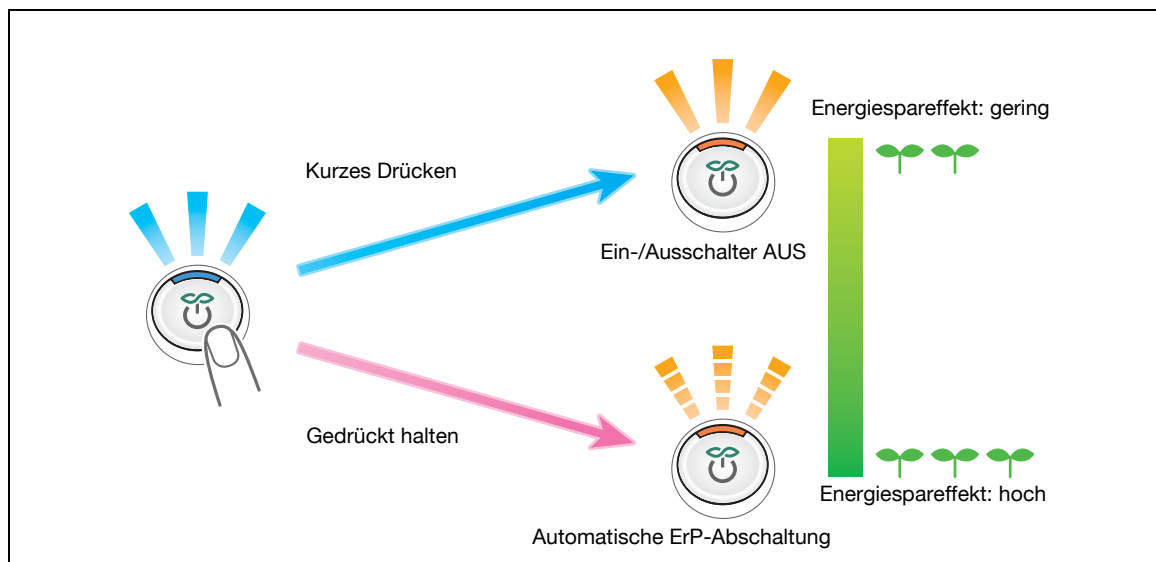 Energiespareffekt: gering
Kurzes Drücken
Ein-/Ausschalter AUS
Gedrückt halten
Energiespareffekt: hoch
Automatische ErP-Abschaltung